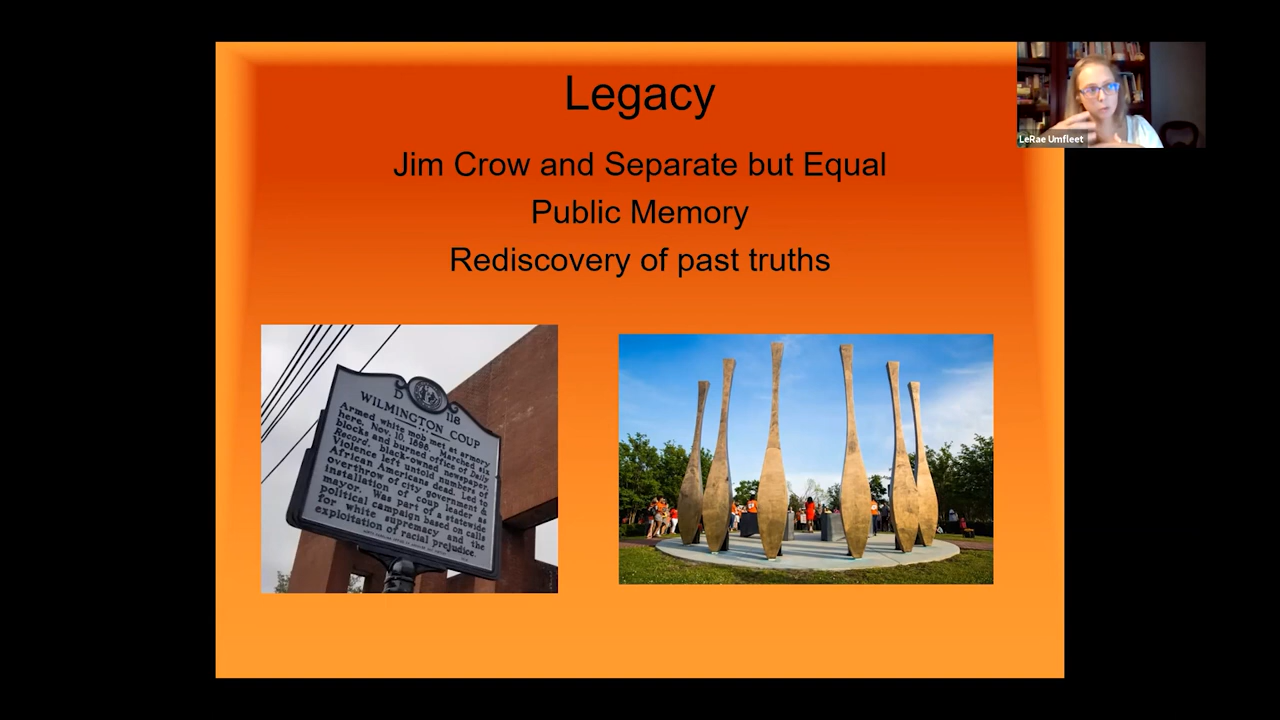 Legacy
Jim Crow and Separate but Equal
Public Memory
Rediscovery of past truths
LeRae Umfleet
D 118
WILMINGTON COUP
Armed white mob met at armory
here, Nov. 10, 1898. Marched six
blocks and burned office of Daily
Record, black-owned newspaper.
Violence left untold numbers of
African Americans dead. Led to
overthrow of city government &
installation of coup leader as
mayor. Was part of a statewide
political campaign based on calls
for white supremacy and the
exploitation of racial prejudice.